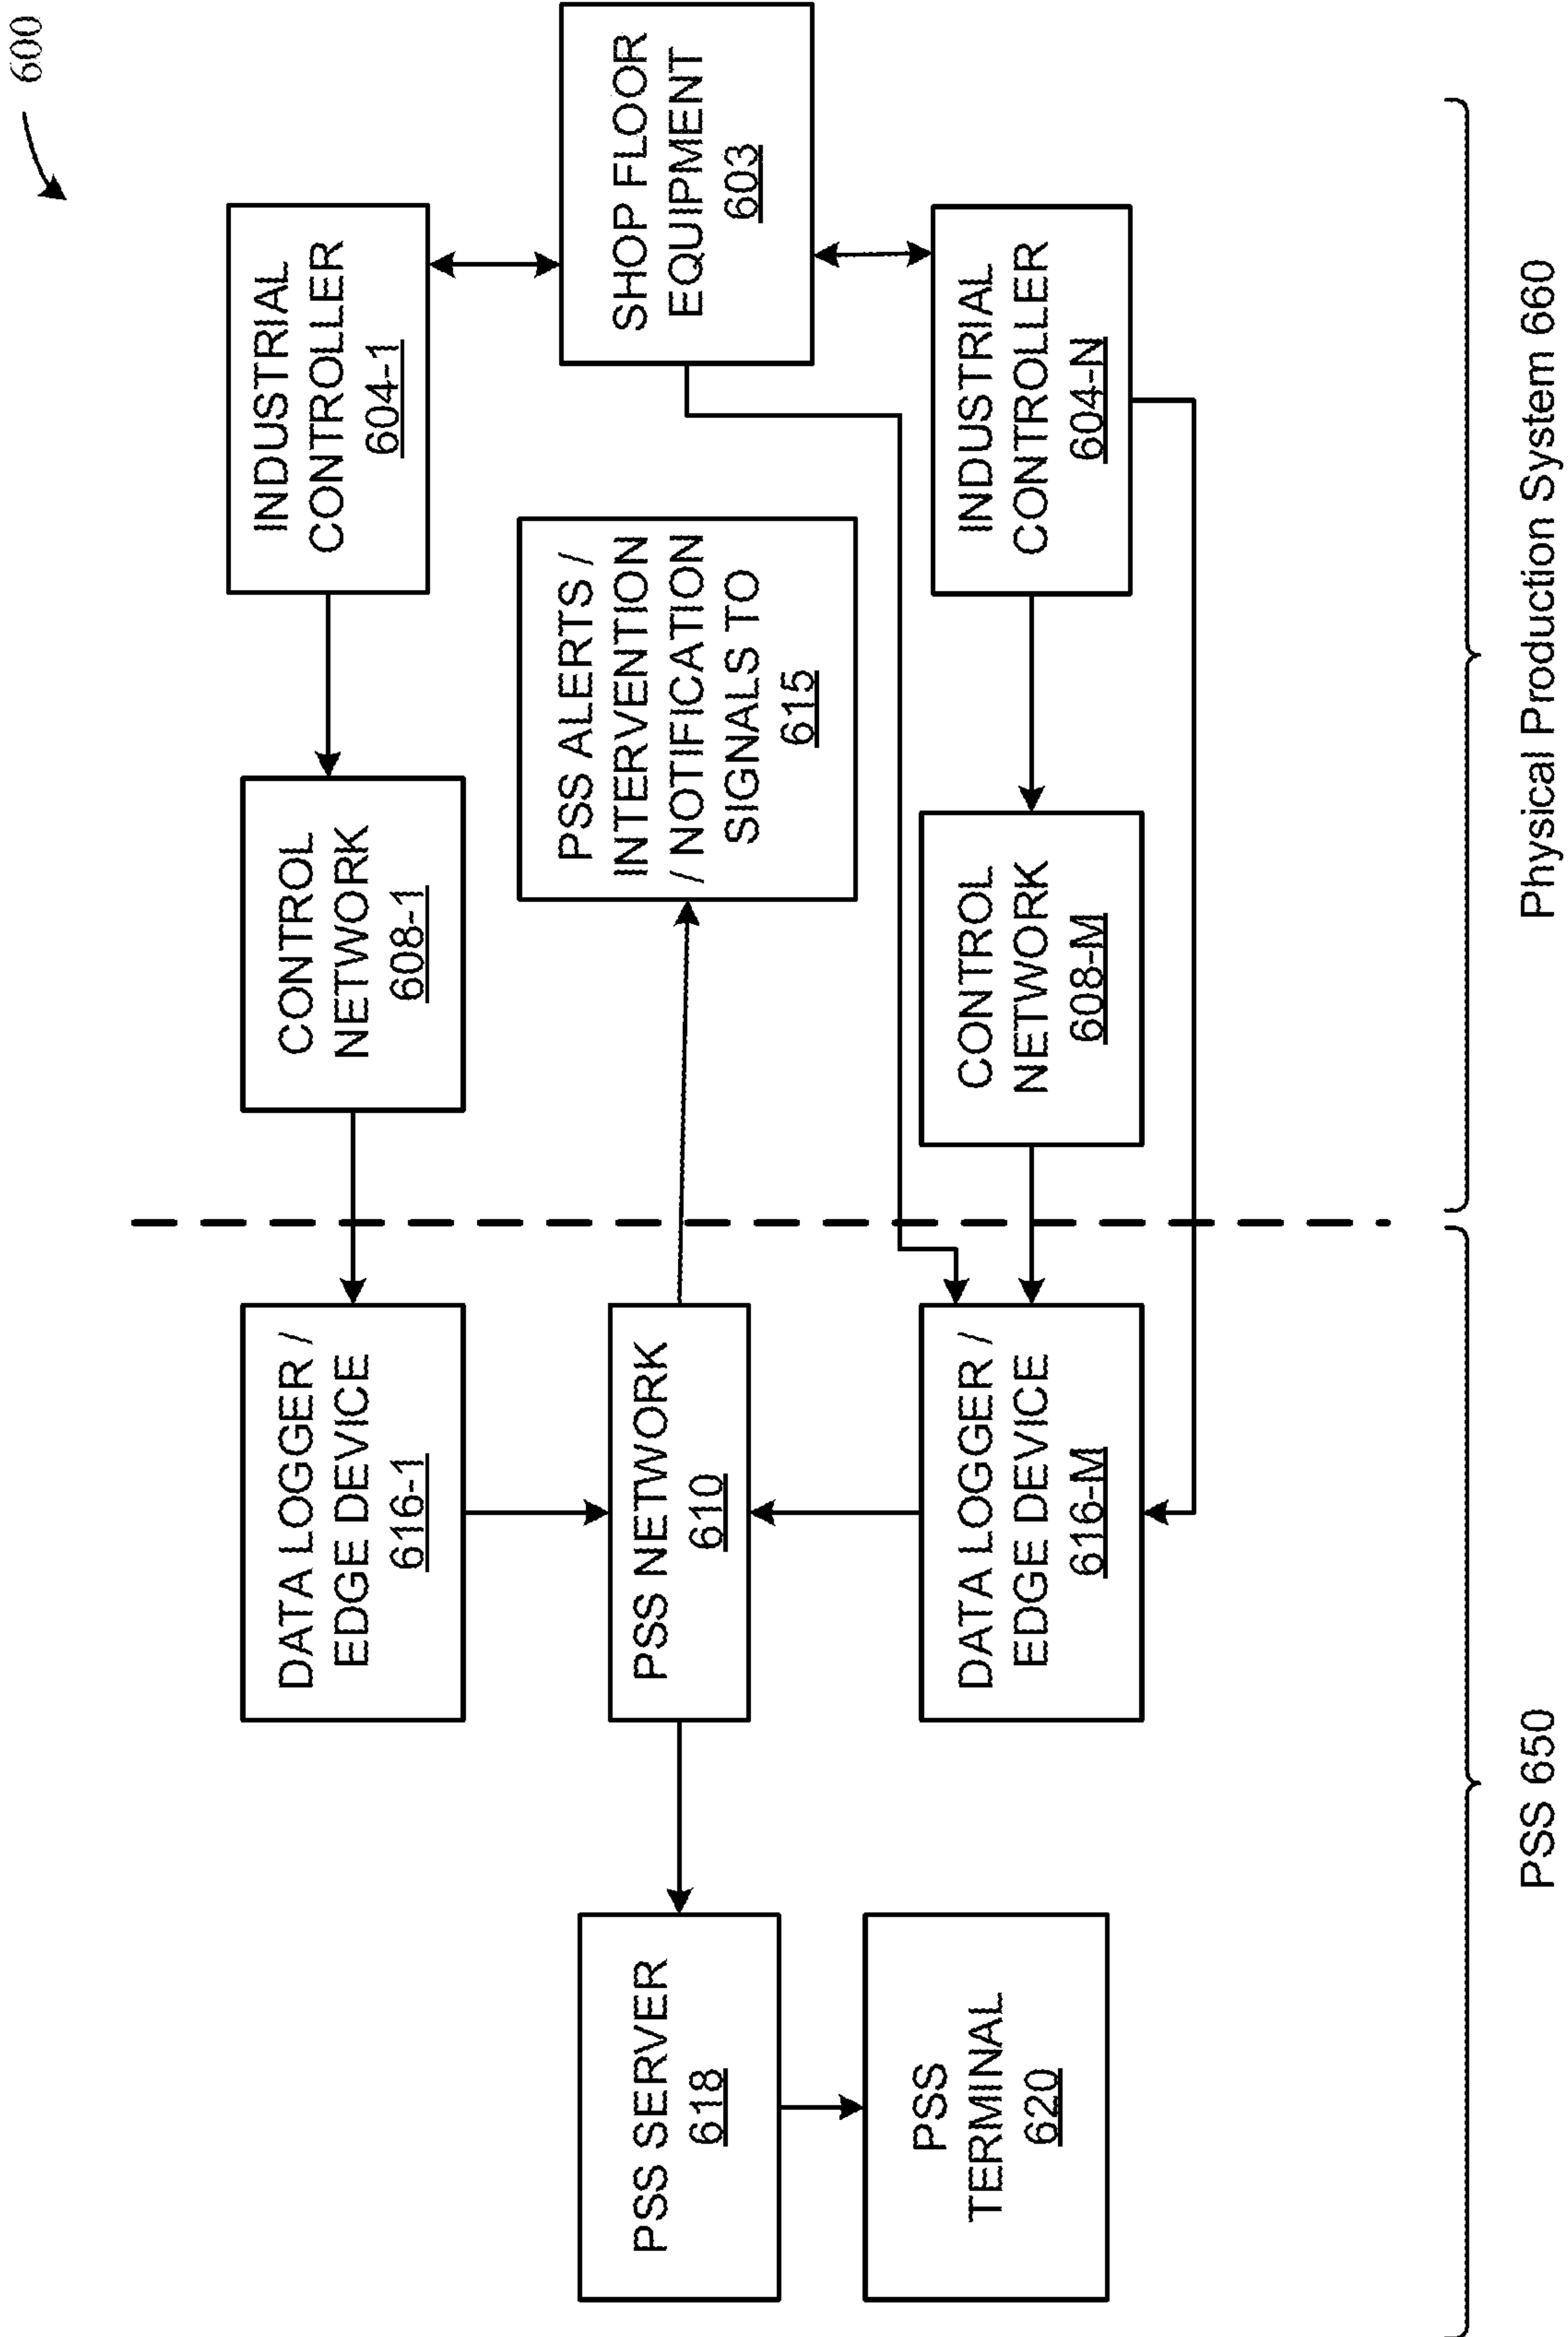 600
DATA LOGGER /
EDGE DEVICE
616-1
CONTROL
NETWORK
608-1
INDUSTRIAL
CONTROLLER
604-1
PSS SERVER
618
PSS NETWORK
610
PSS ALERTS /
INTERVENTION
/ NOTIFICATION
SIGNALS TO
615
SHOP FLOOR
EQUIPMENT
603
PSS
TERMINAL
620
DATA LOGGER /
EDGE DEVICE
616-M
CONTROL
NETWORK
608-M
INDUSTRIAL
CONTROLLER
604-N
PSS 650
Physical Production System 660